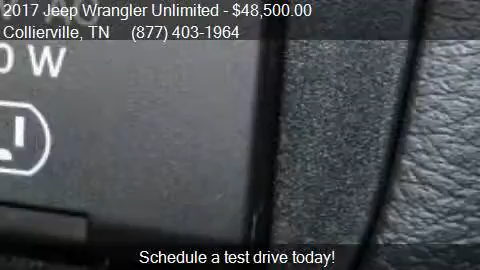 2017 Jeep Wrangler Unlimited - $48,500.00
Collierville, TN (877) 403-1964
W
Schedule a test drive today!